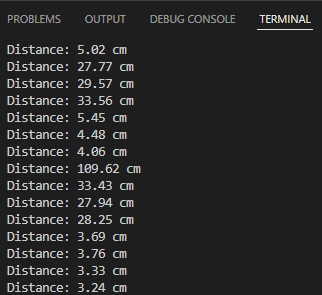 PROBLEMS OUTPUT DEBUG CONSOLE TERMINAL
Distance: 5.02 cm
Distance: 27.77 cm
Distance: 29.57 cm
Distance: 33.56 cm
Distance: 5.45 cm
Distance: 4.48 cm
Distance: 4.06 cm
Distance: 109.62 cm
Distance: 33.43 cm
Distance: 27.94 cm
Distance: 28.25 cm
Distance: 3.69 cm
Distance: 3.76 cm
Distance: 3.33 cm
Distance: 3.24 cm